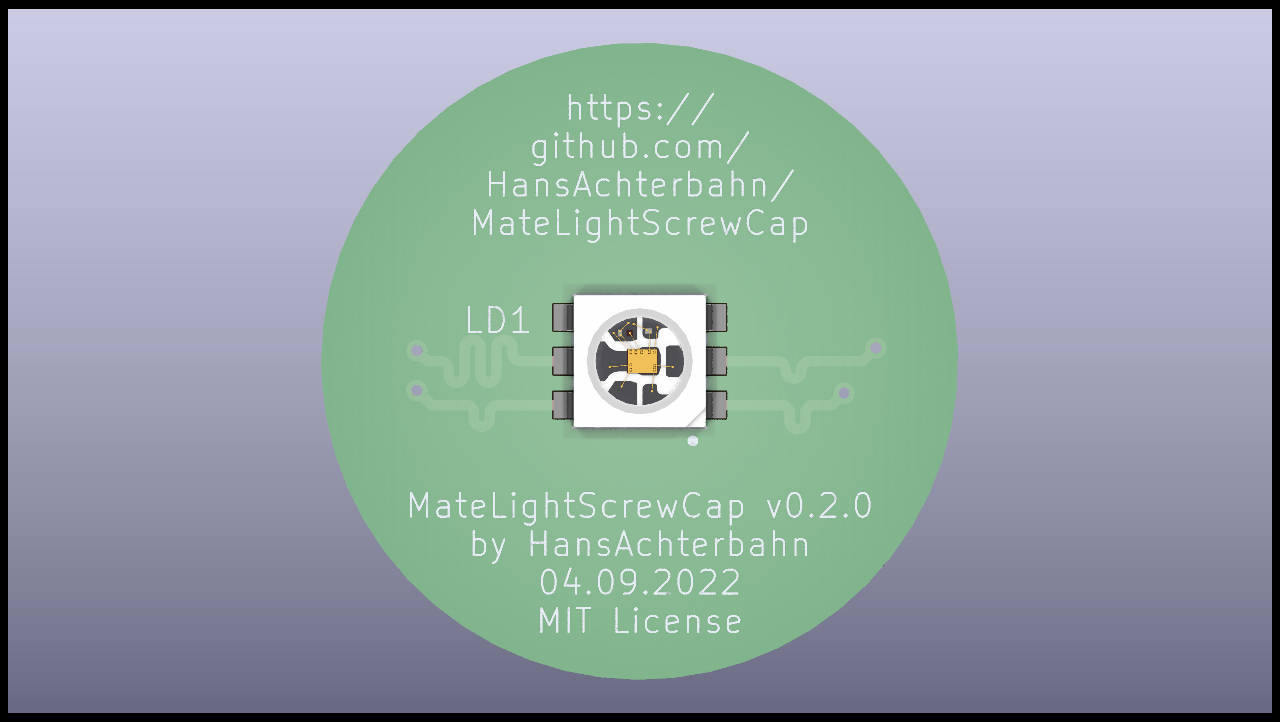 https://
github.com/
HansAchterbahn/
MateLightScrewCap
LD1
MateLightScrewCap v0.2.0
by HansAchterbahn
04.09.2022
MIT License